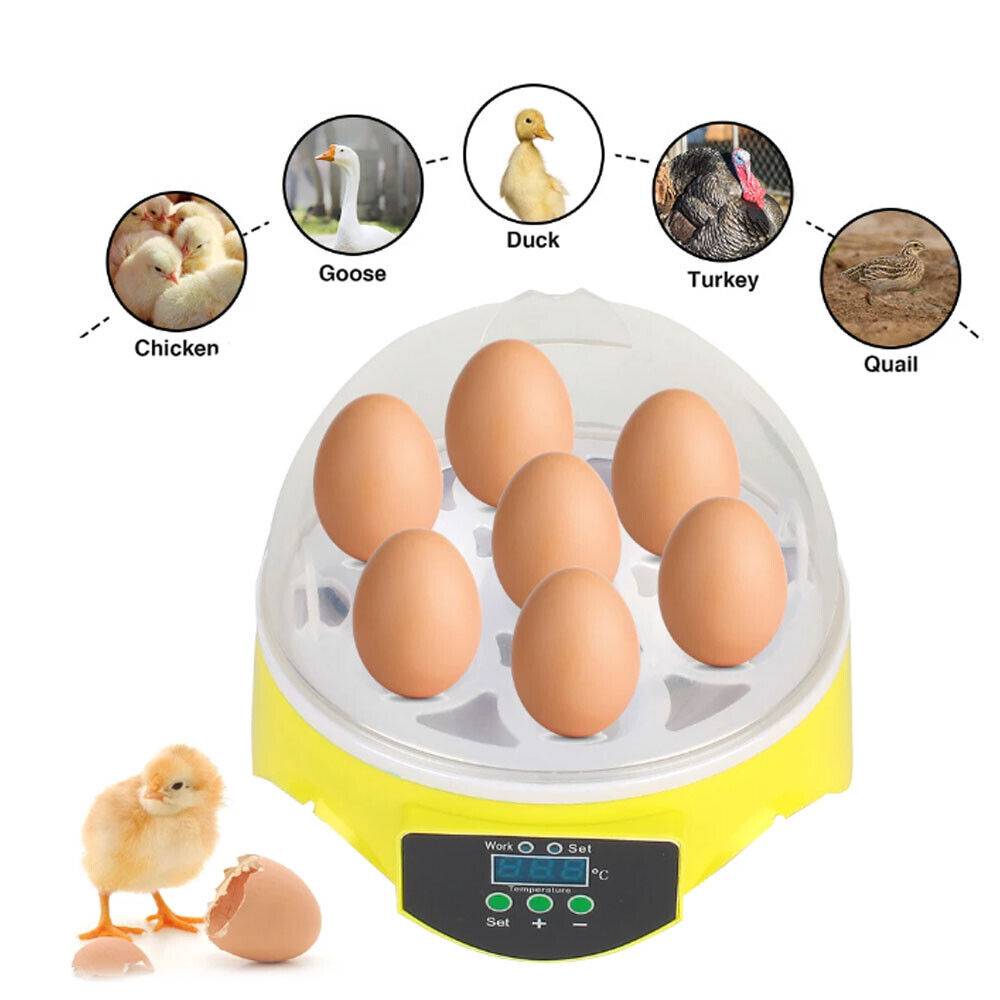 Duck
Goose
Turkey
Chicken
Quail
Work Set
°C
Temperature
Set + −